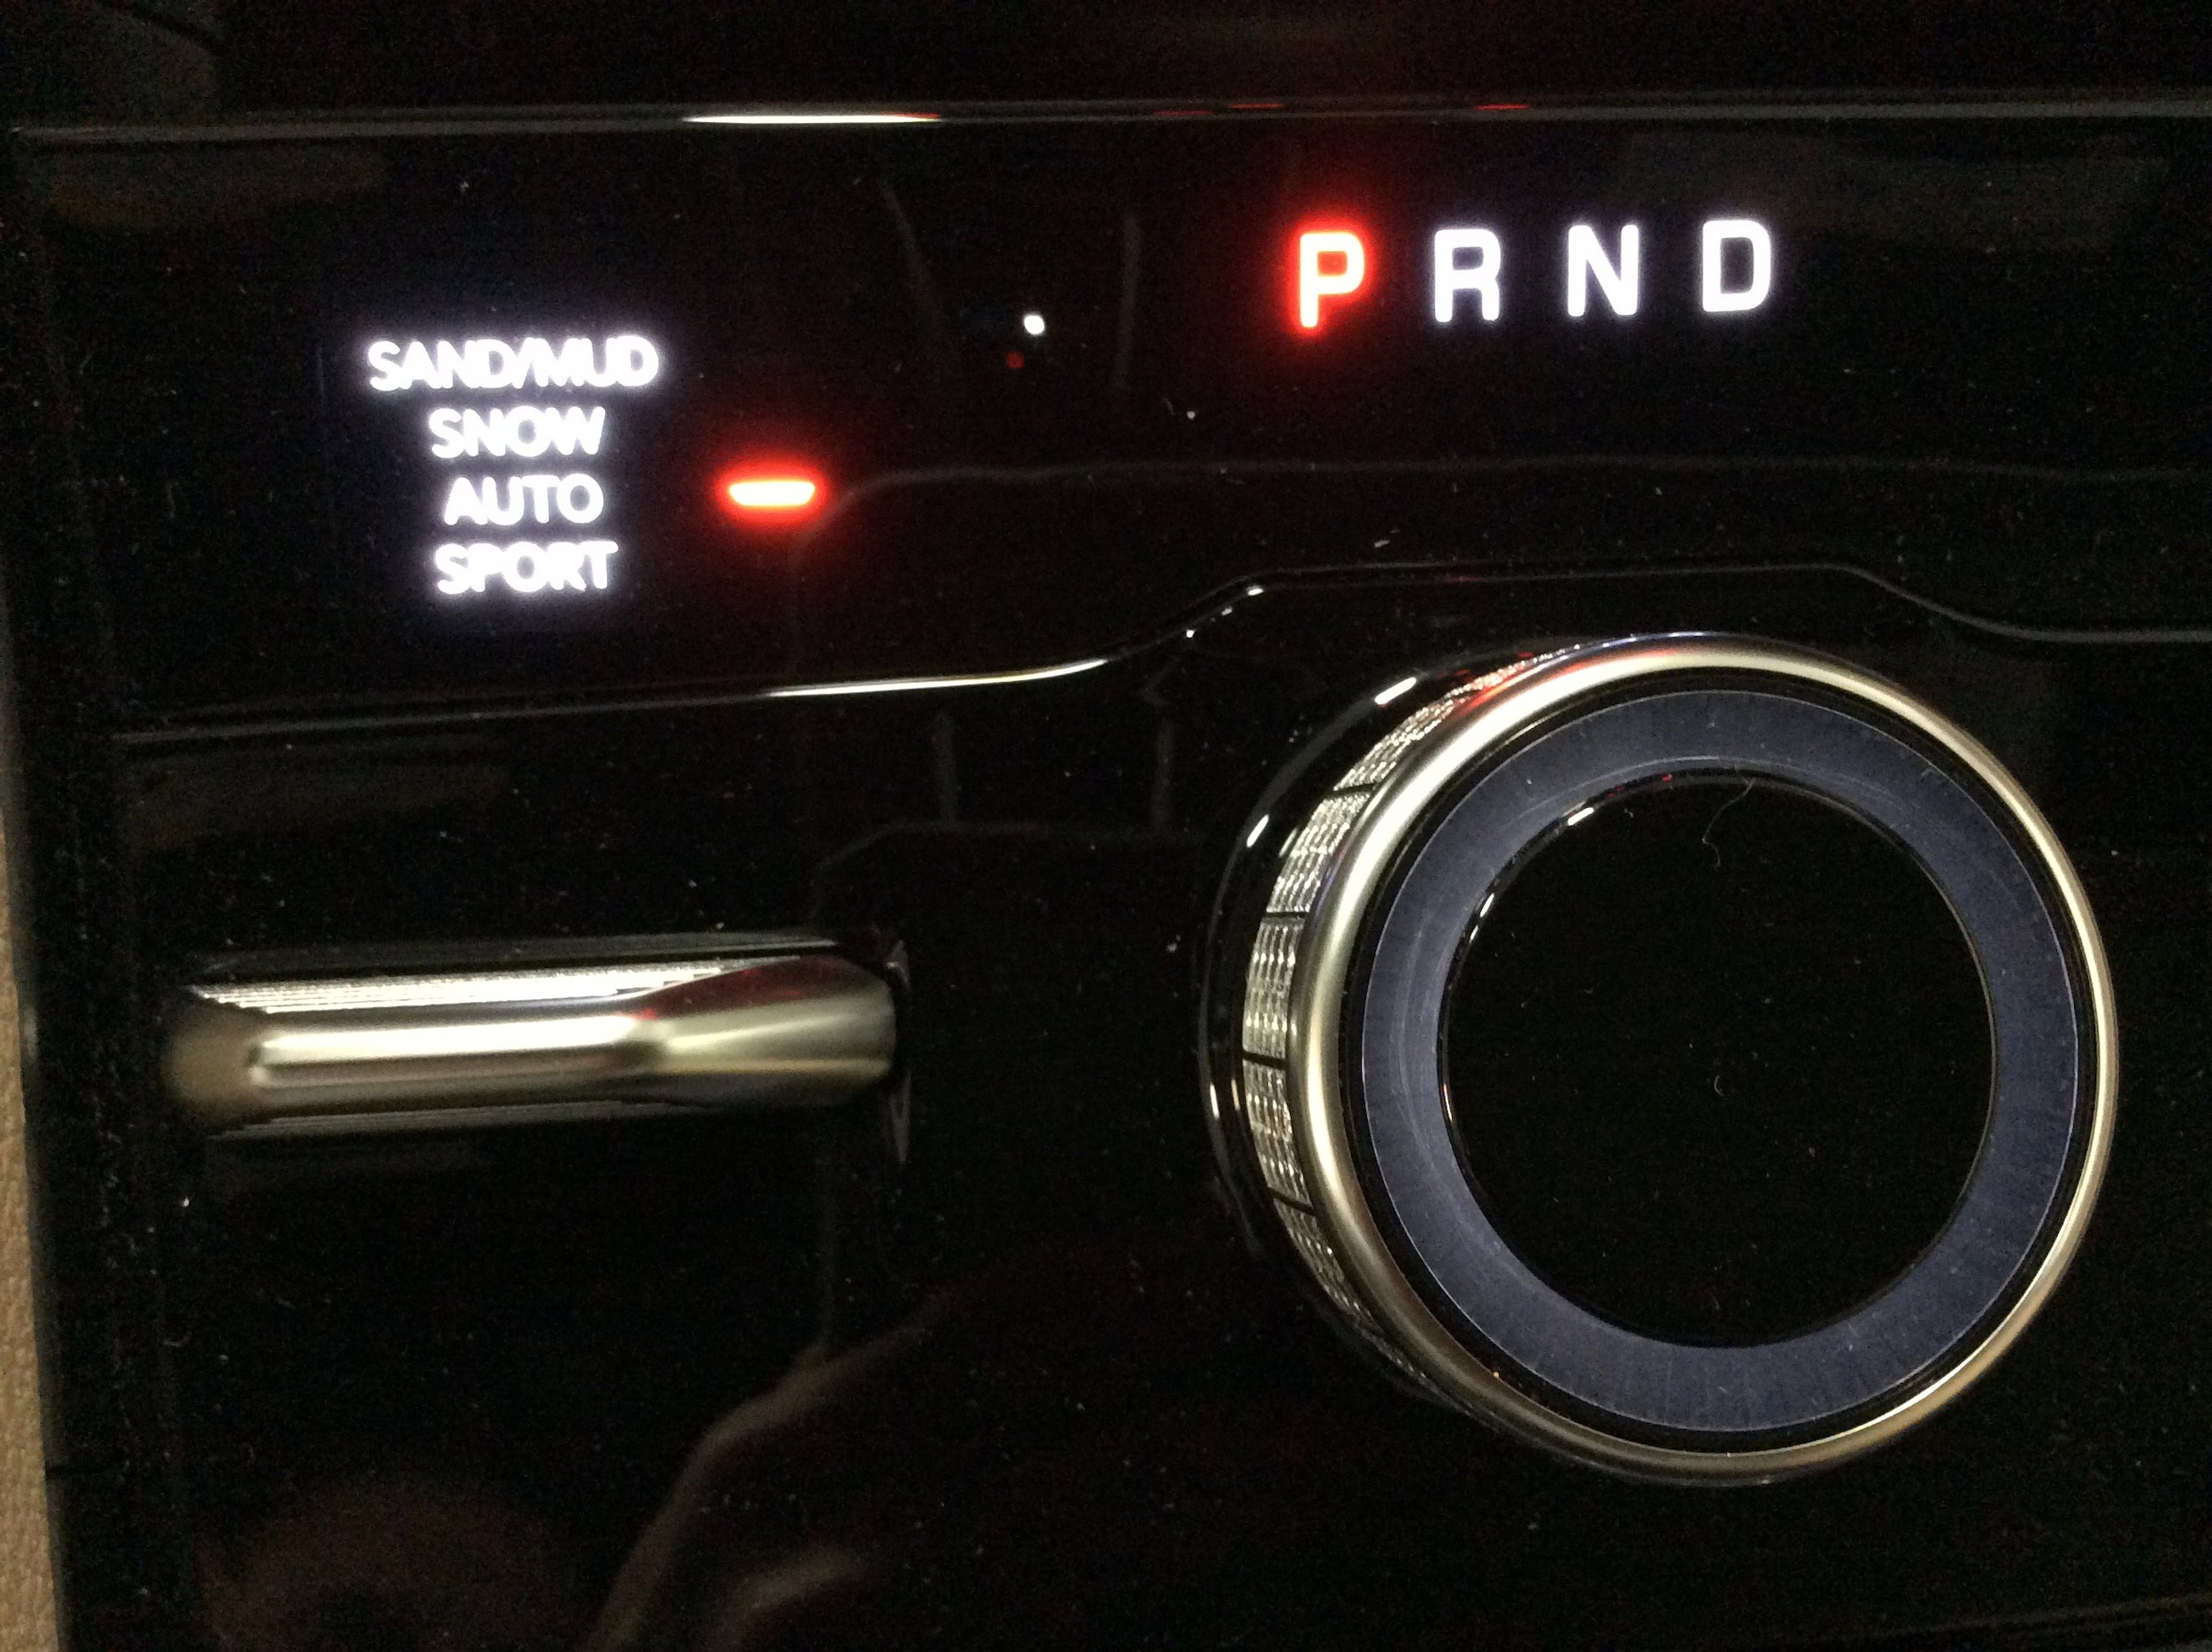 P R N D
SAND/MUD
SNOW
AUTO
SPORT